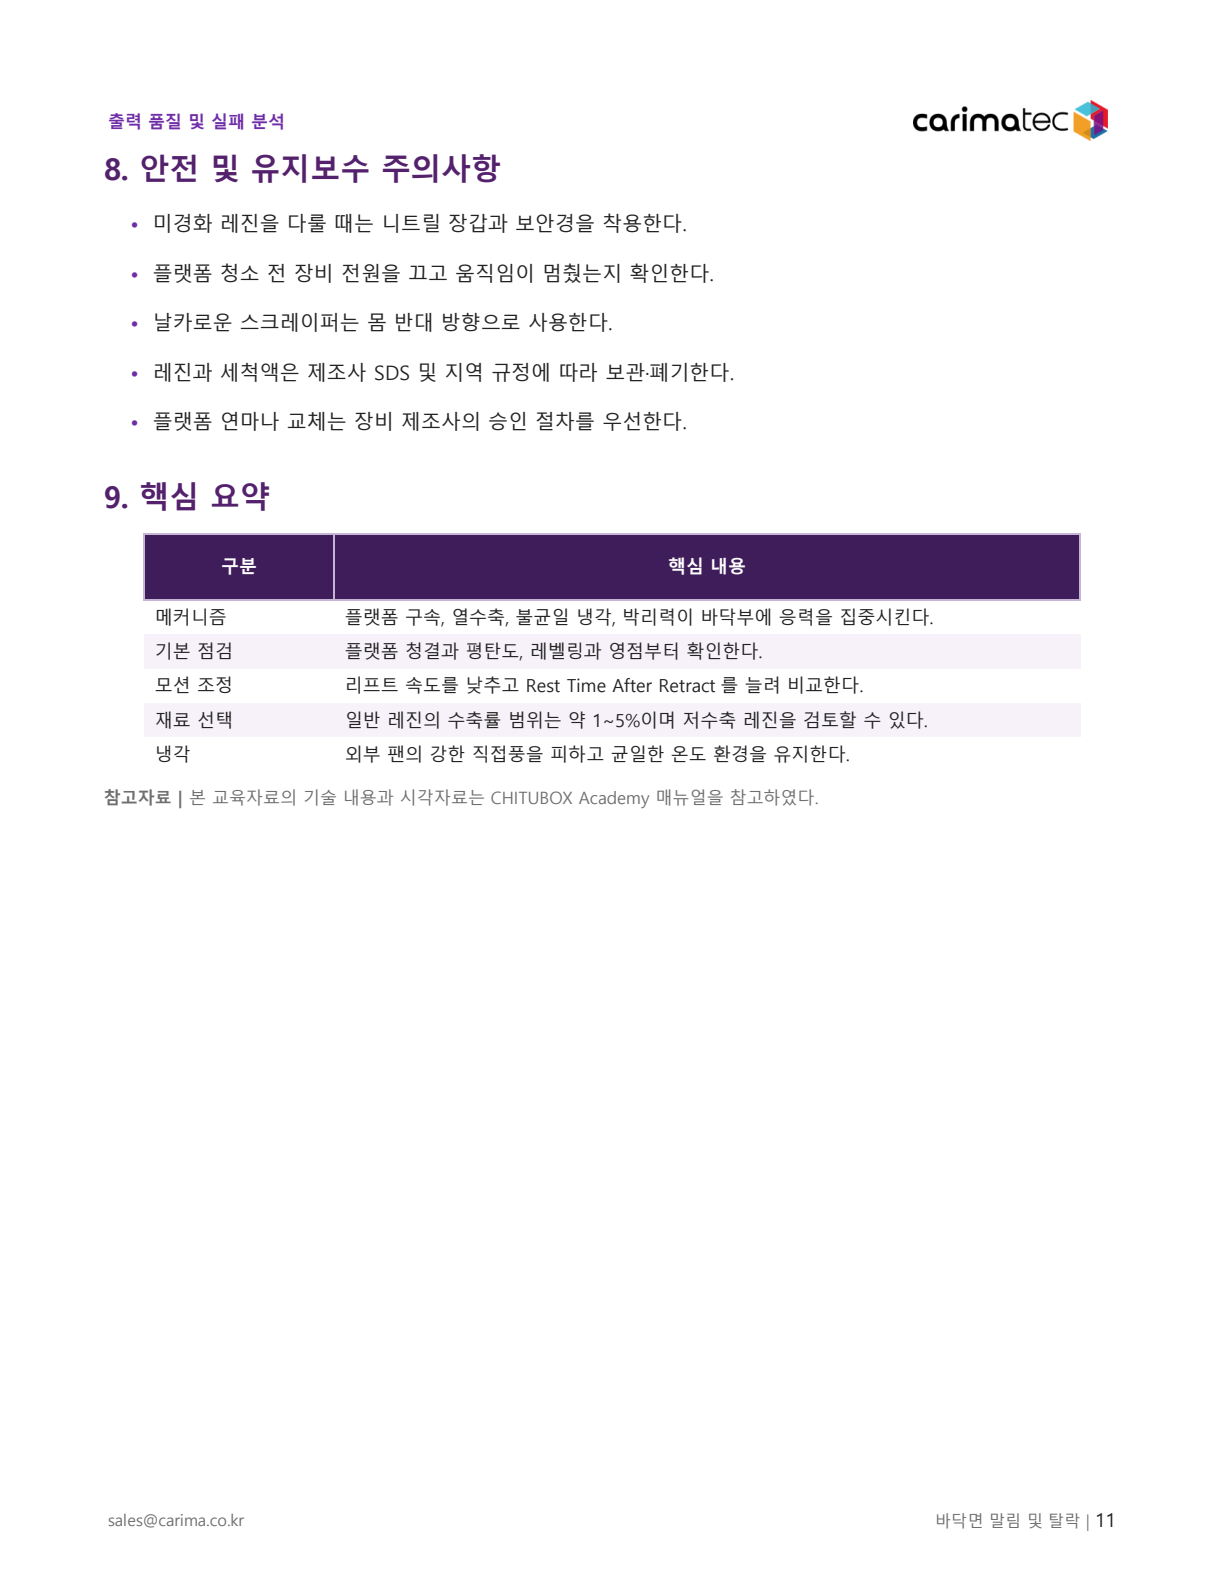 출력 품질 및 실패 분석
carimatec
8. 안전 및 유지보수 주의사항
• 미경화 레진을 다룰 때는 니트릴 장갑과 보안경을 착용한다.
• 플랫폼 청소 전 장비 전원을 끄고 움직임이 멈췄는지 확인한다.
• 날카로운 스크레이퍼는 몸 반대 방향으로 사용한다.
• 레진과 세척액은 제조사 SDS 및 지역 규정에 따라 보관·폐기한다.
• 플랫폼 연마나 교체는 장비 제조사의 승인 절차를 우선한다.
9. 핵심 요약
구분 핵심 내용
메커니즘 플랫폼 구속, 열수축, 불균일 냉각, 박리력이 바닥부에 응력을 집중시킨다.
기본 점검 플랫폼 청결과 평탄도, 레벨링과 영점부터 확인한다.
모션 조정 리프트 속도를 낮추고 Rest Time After Retract 를 늘려 비교한다.
재료 선택 일반 레진의 수축률 범위는 약 1~5%이며 저수축 레진을 검토할 수 있다.
냉각 외부 팬의 강한 직접풍을 피하고 균일한 온도 환경을 유지한다.
참고자료 | 본 교육자료의 기술 내용과 시각자료는 CHITUBOX Academy 매뉴얼을 참고하였다.
sales@carima.co.kr 바닥면 말림 및 탈락 | 11